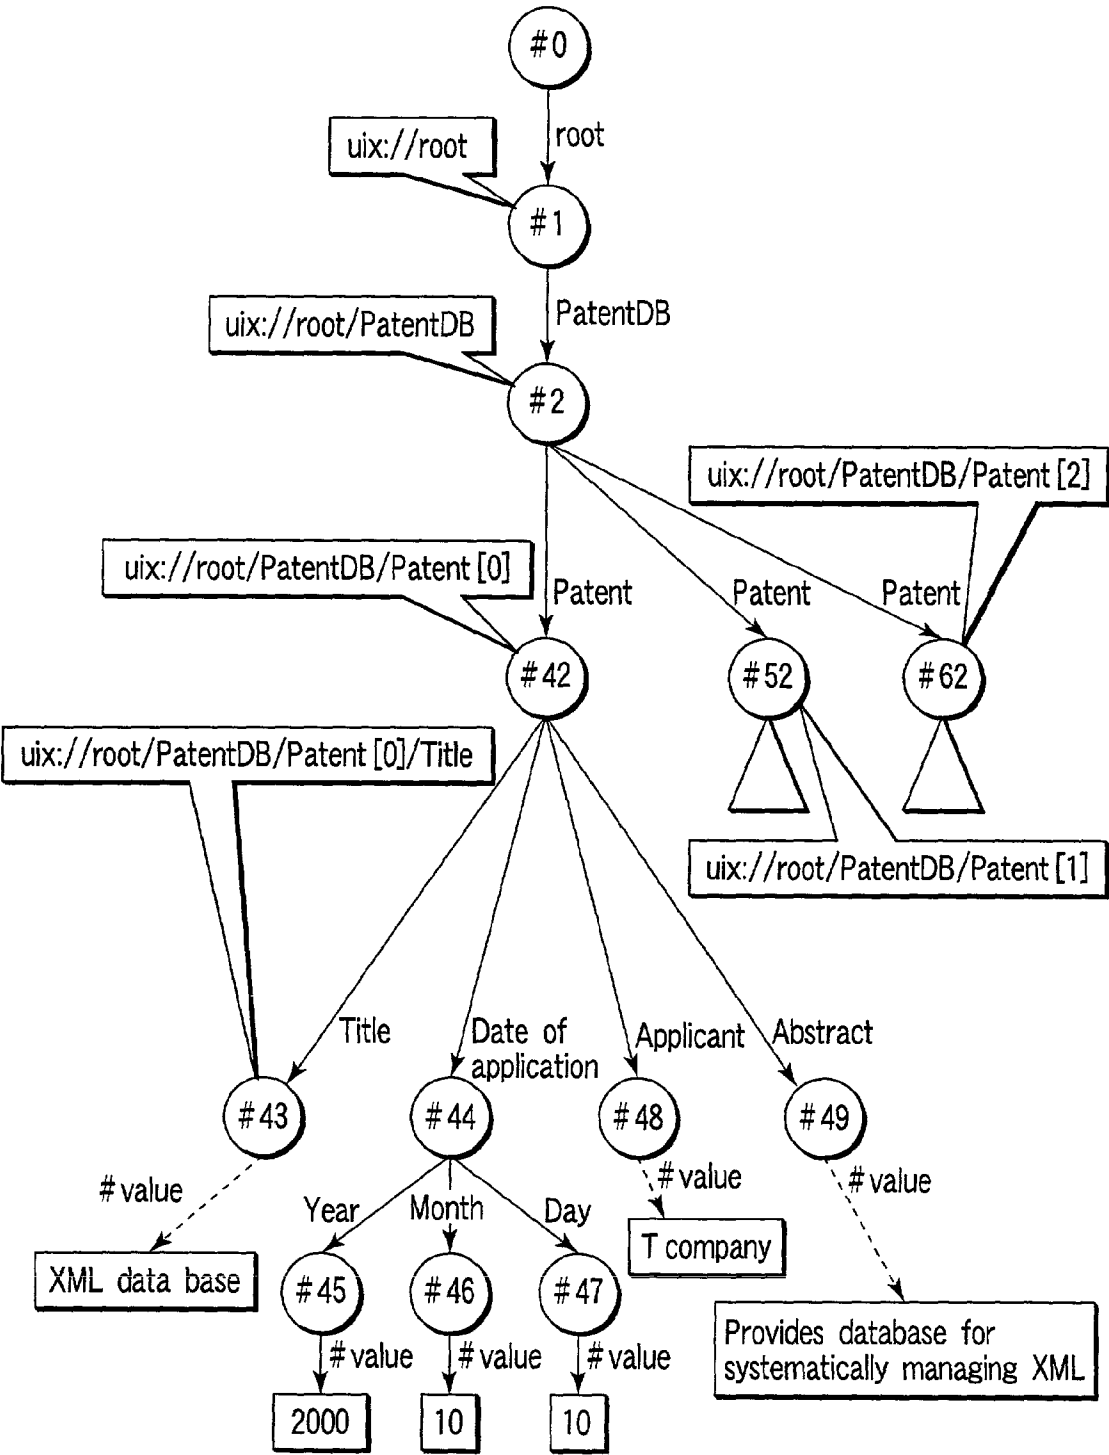 #0
root
uix://root
#1
PatentDB
uix://root/PatentDB
#2
uix://root/PatentDB/Patent[2]
uix://root/PatentDB/Patent[0]
Patent
Patent
Patent
#42
#52
#62
uix://root/PatentDB/Patent[0]/Title
uix://root/PatentDB/Patent[1]
Title
Date of
application
Applicant
Abstract
#43
#44
#48
#49
#value
#value
#value
Year
Month
Day
T company
XML data base
#45
#46
#47
Provides database for
systematically managing XML
#value
#value
#value
2000
10
10